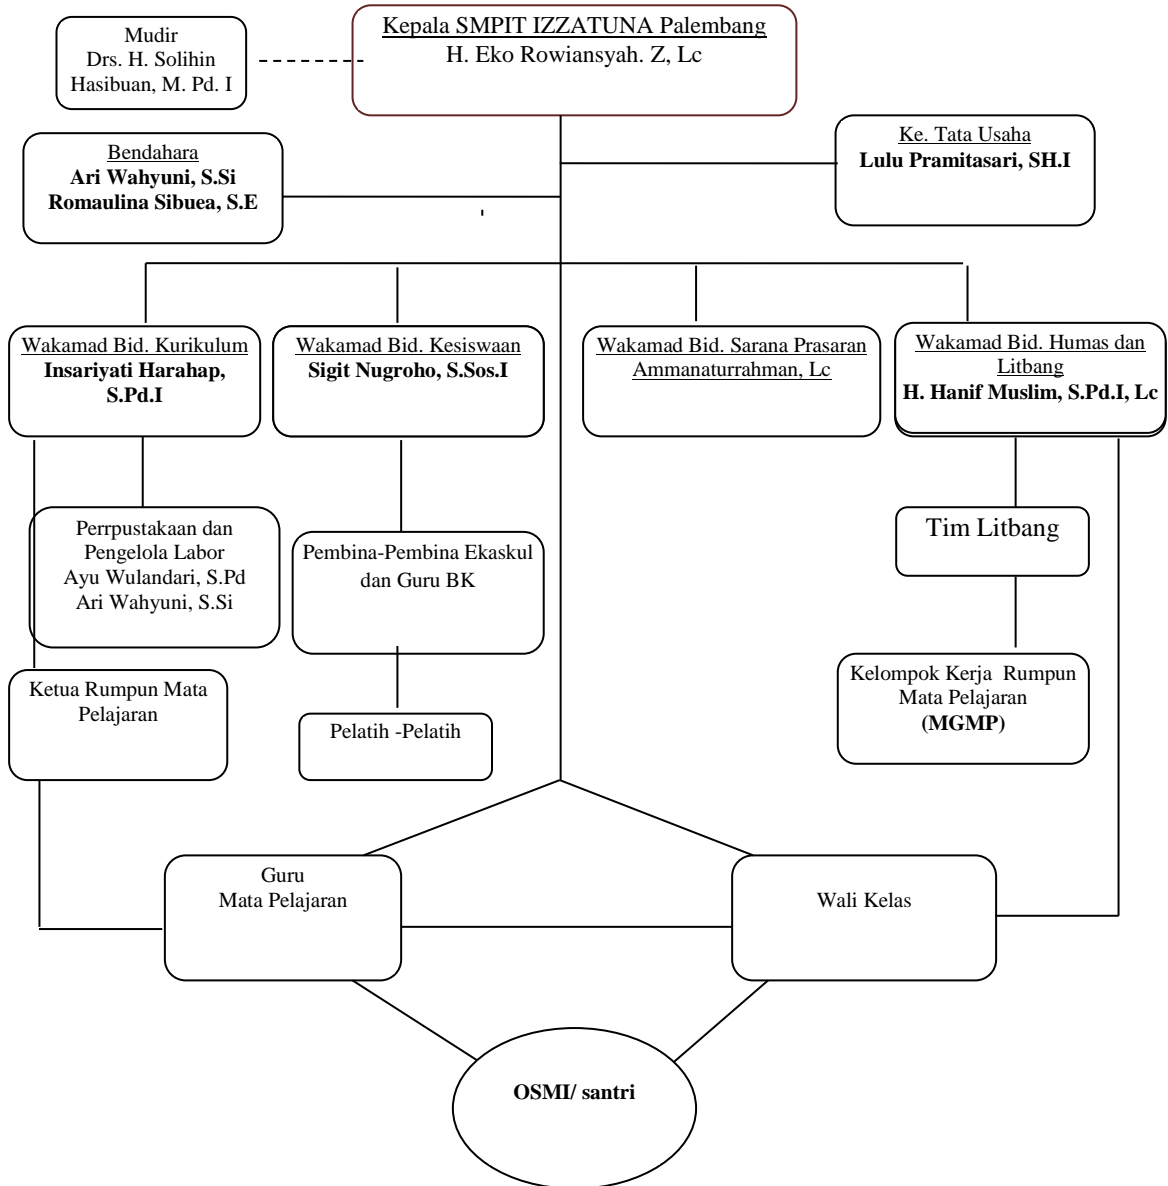 Kepala SMPIT IZZATUNA Palembang
H. Eko Rowiansyah. Z, Lc
Mudir
Drs. H. Solihin
Hasibuan, M. Pd. I
Ke. Tata Usaha
Lulu Pramitasari, SH.I
Bendahara
Ari Wahyuni, S.Si
Romaulina Sibuea, S.E
Wakamad Bid. Kurikulum
Insariyati Harahap,
S.Pd.I
Wakamad Bid. Kesiswaan
Sigit Nugroho, S.Sos.I
Wakamad Bid. Sarana Prasaran
Ammanaturrahman, Lc
Wakamad Bid. Humas dan
Litbang
H. Hanif Muslim, S.Pd.I, Lc
Perrpustakaan dan
Pengelola Labor
Ayu Wulandari, S.Pd
Ari Wahyuni, S.Si
Pembina-Pembina Ekaskul
dan Guru BK
Tim Litbang
Ketua Rumpun Mata
Pelajaran
Pelatih -Pelatih
Kelompok Kerja  Rumpun
Mata Pelajaran
(MGMP)
Guru
Mata Pelajaran
Wali Kelas
OSMI/ santri